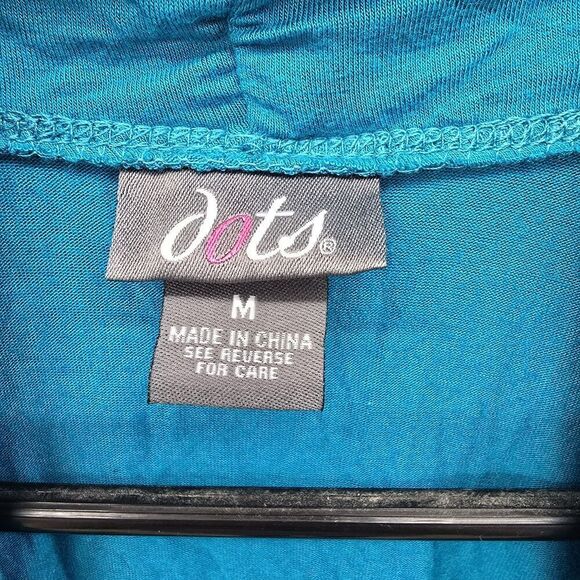 dots®
M
MADE IN CHINA
SEE REVERSE
FOR CARE